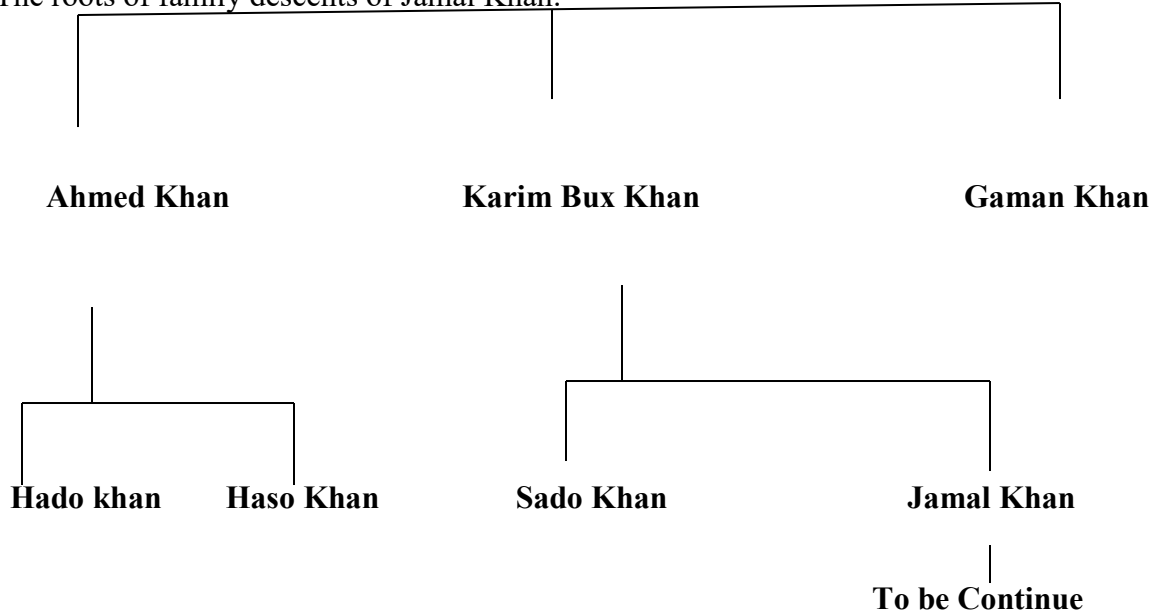 The roots of family descents of Jamal Khan:
Ahmed Khan Karim Bux Khan Gaman Khan
Hado khan Haso Khan Sado Khan Jamal Khan
To be Continue